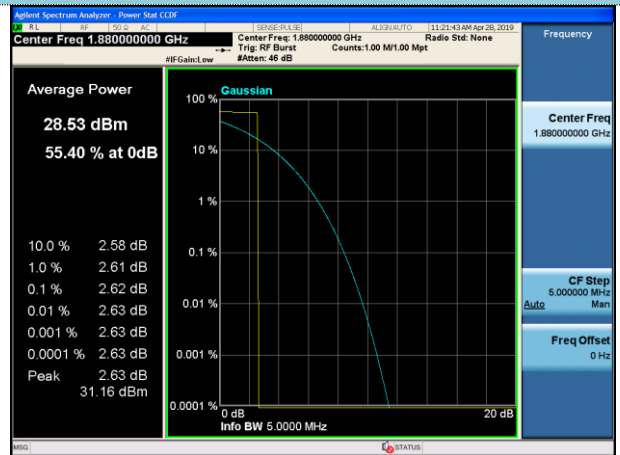 Agilent Spectrum Analyzer - Power Stat CCDF
RL RF 50 Ω AC SENSE:PULSE ALIGNAUTO 11:21:43 AM Apr 28, 2019
Center Freq 1.880000000 GHz
Center Freq: 1.880000000 GHz Radio Std: None
Trig: RF Burst Counts:1.00 M/1.00 Mpt
#IFGain:Low #Atten: 46 dB
Frequency
Average Power
28.53 dBm
55.40 % at 0dB
10.0 % 2.58 dB
1.0 % 2.61 dB
0.1 % 2.62 dB
0.01 % 2.63 dB
0.001 % 2.63 dB
0.0001 % 2.63 dB
Peak 2.63 dB
31.16 dBm
Gaussian
100 %
10 %
1 %
0.1 %
0.01 %
0.001 %
0.0001 %
0 dB 20 dB
Info BW 5.0000 MHz
Center Freq
1.880000000 GHz
CF Step
5.000000 MHz
Auto Man
Freq Offset
0 Hz
MSG STATUS